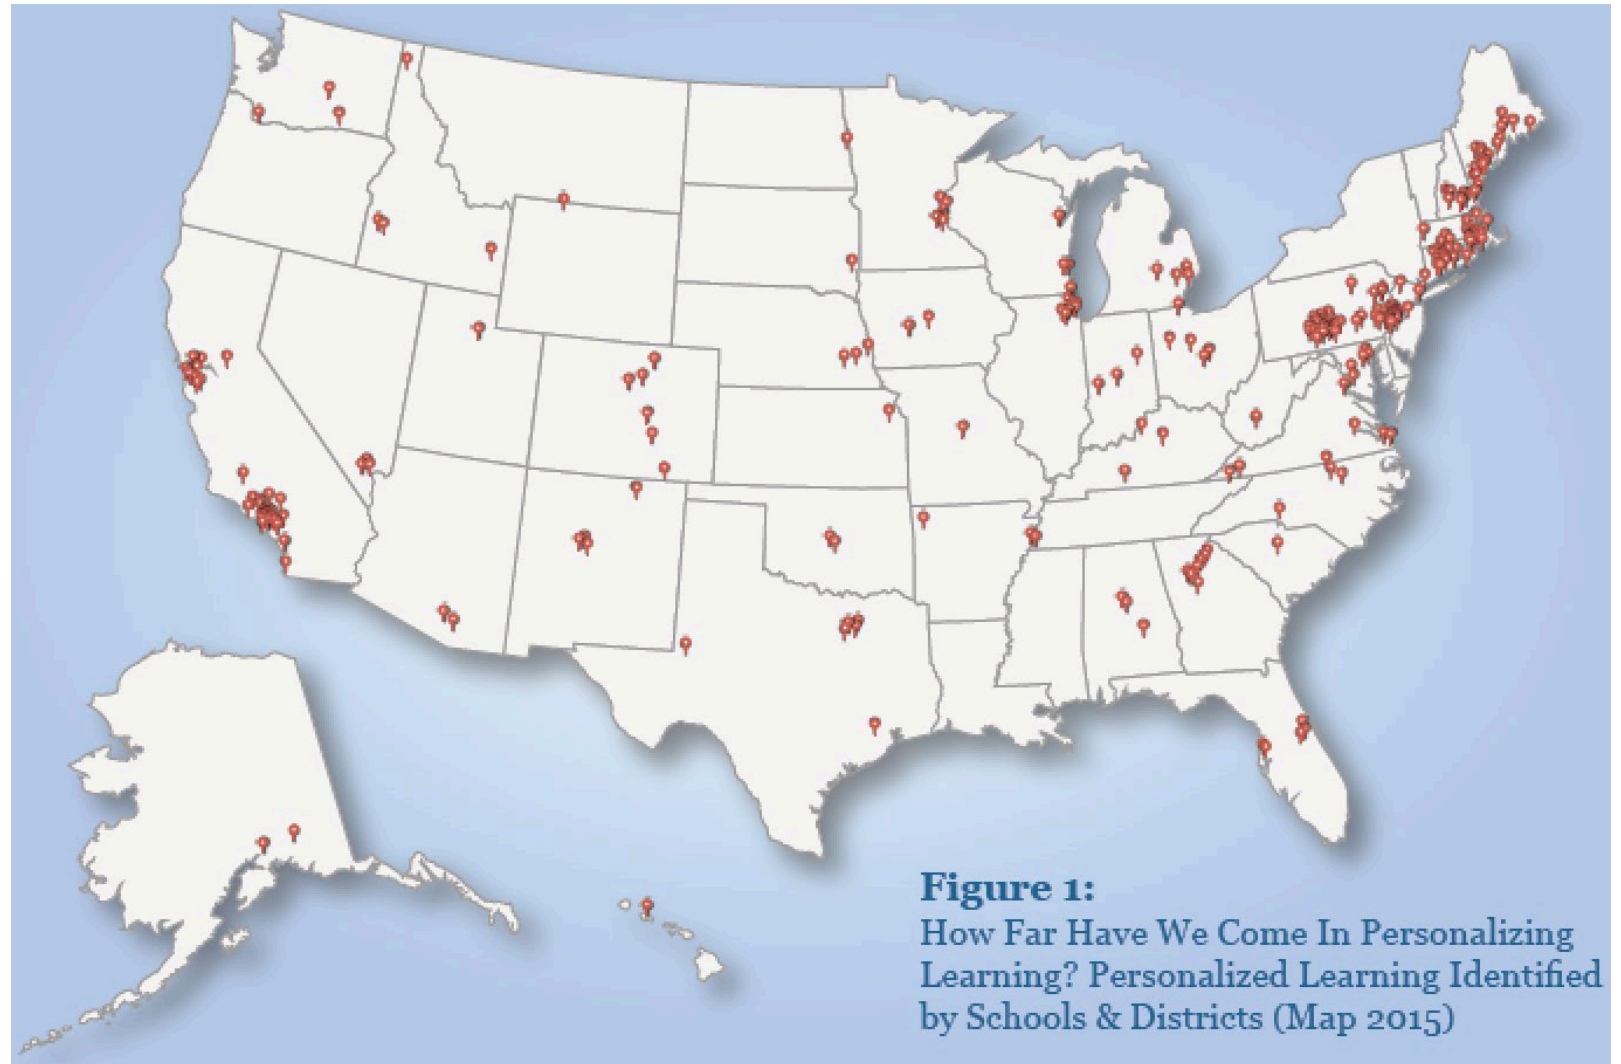 Figure 1:
How Far Have We Come In Personalizing
Learning? Personalized Learning Identified
by Schools & Districts (Map 2015)